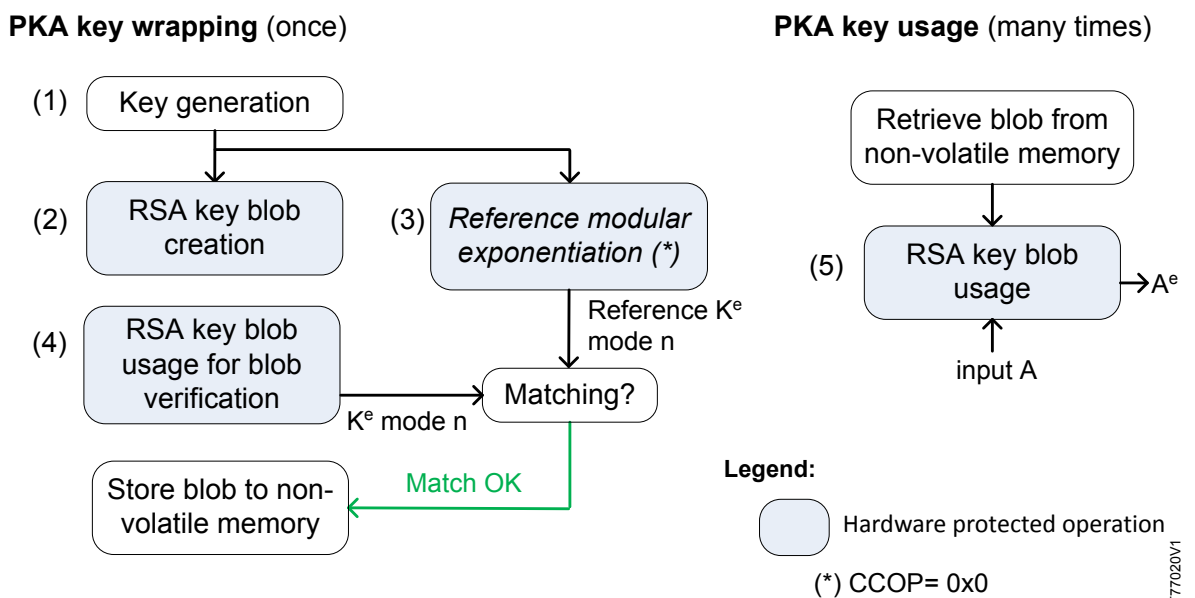 PKA key wrapping (once)
(1)
Key generation
(2)
RSA key blob
creation
(3)
Reference modular
exponentiation (*)
Reference Kᵉ
mode n
(4)
RSA key blob
usage for blob
verification
Kᵉ mode n
Matching?
Match OK
Store blob to non-
volatile memory
PKA key usage (many times)
Retrieve blob from
non-volatile memory
(5)
RSA key blob
usage
Aᵉ
input A
Legend:
Hardware protected operation
(*) CCOP= 0x0